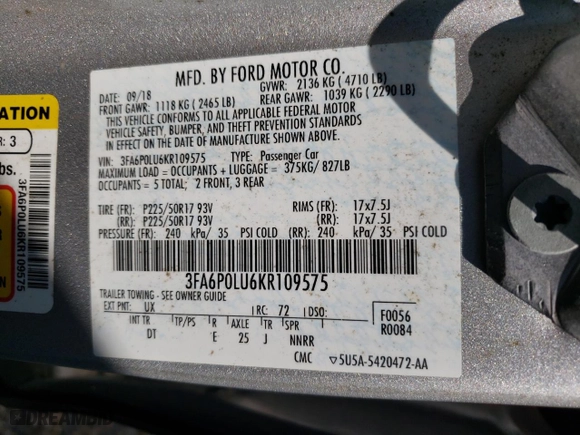 MFD. BY FORD MOTOR CO.
DATE: 09/18
GVWR: 2136 KG ( 4710 LB)
FRONT GAWR: 1118 KG ( 2465 LB)
REAR GAWR: 1039 KG ( 2290 LB)
THIS VEHICLE CONFORMS TO ALL APPLICABLE FEDERAL MOTOR
VEHICLE SAFETY, BUMPER, AND THEFT PREVENTION STANDARDS
IN EFFECT ON THE DATE OF MANUFACTURE SHOWN ABOVE.
VIN: 3FA6P0LU6KR109575 TYPE: Passenger Car
MAXIMUM LOAD = OCCUPANTS + LUGGAGE = 375KG/ 827LB
OCCUPANTS = 5 TOTAL; 2 FRONT, 3 REAR
TIRE (FR): P225/50R17 93V RIMS (FR): 17x7.5J
(RR): P225/50R17 93V (RR): 17x7.5J
PRESSURE (FR): 240 kPa/ 35 PSI COLD (RR): 240 kPa/ 35 PSI COLD
3FA6P0LU6KR109575
TRAILER TOWING - SEE OWNER GUIDE
EXT PNT: UX RC: 72 DSO:
F0056
R0084
INT TR TP/PS R AXLE TR SPR
DT E 25 J NNRR
CMC ▽5U5A-5420472-AA
ATION
R: 3
bs.
3FA6P0LU6KR109575